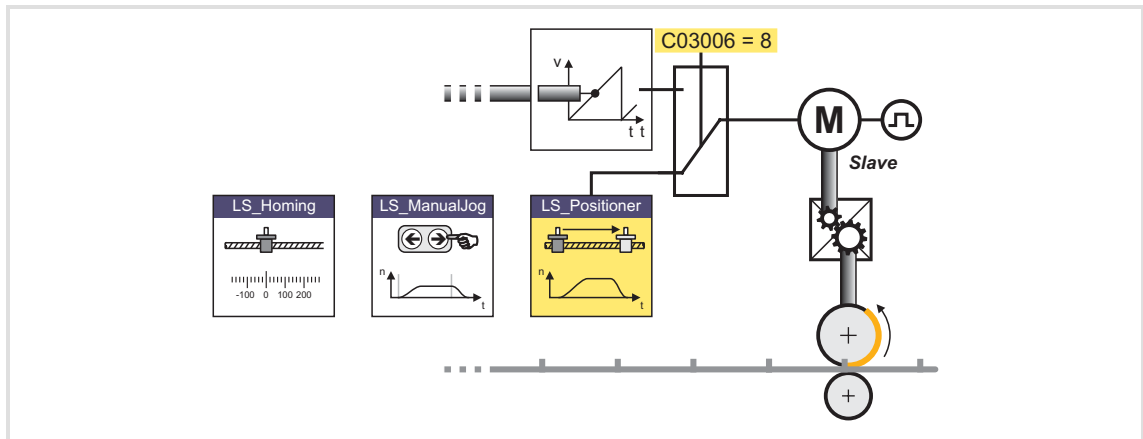 C03006 = 8
v
t t
M
Slave
LS_Homing
-100 0 100 200
LS_ManualJog
n
t
LS_Positioner
n
t